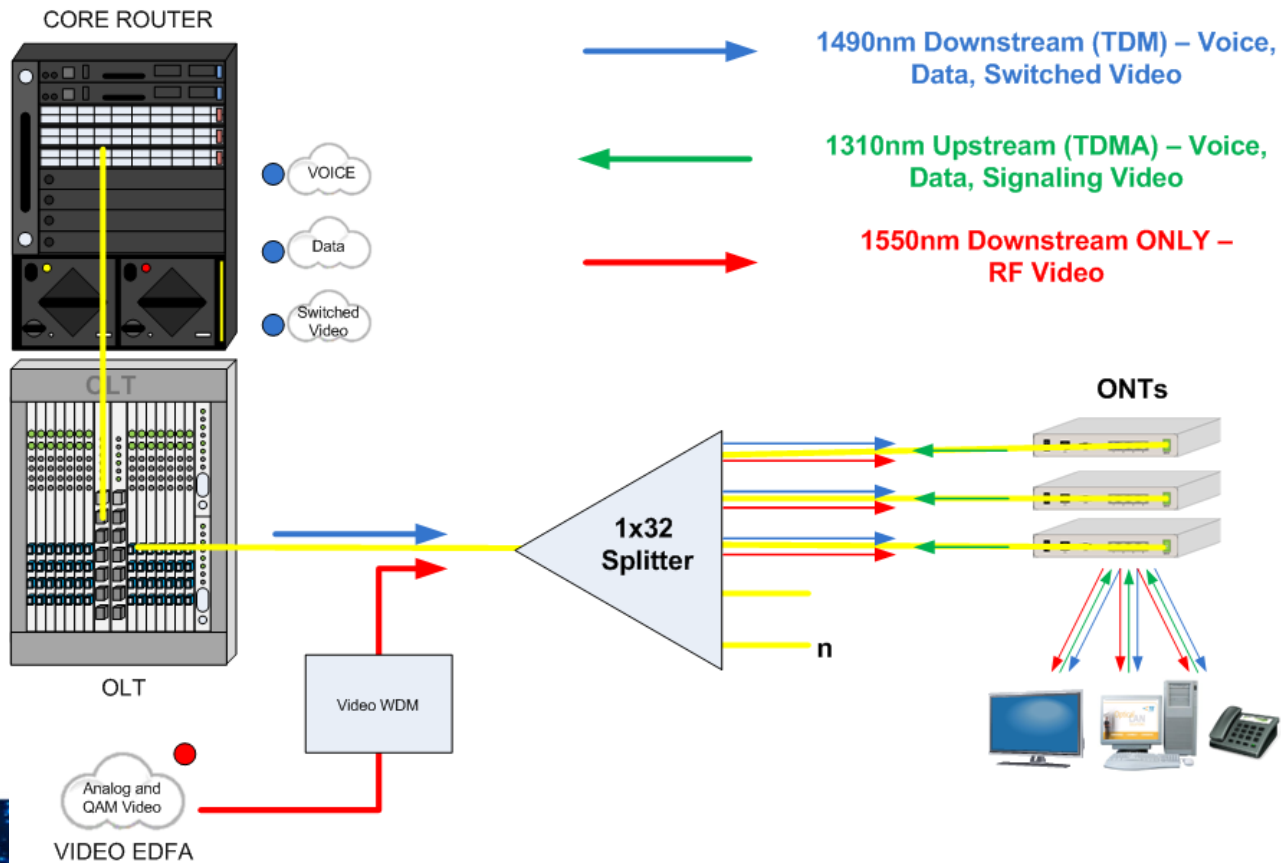 CORE ROUTER
1490nm Downstream (TDM) – Voice,
Data, Switched Video
1310nm Upstream (TDMA) – Voice,
Data, Signaling Video
1550nm Downstream ONLY –
RF Video
VOICE
Data
Switched
Video
OLT
ONTs
1x32
Splitter
n
OLT
Video WDM
Analog and
QAM Video
VIDEO EDFA